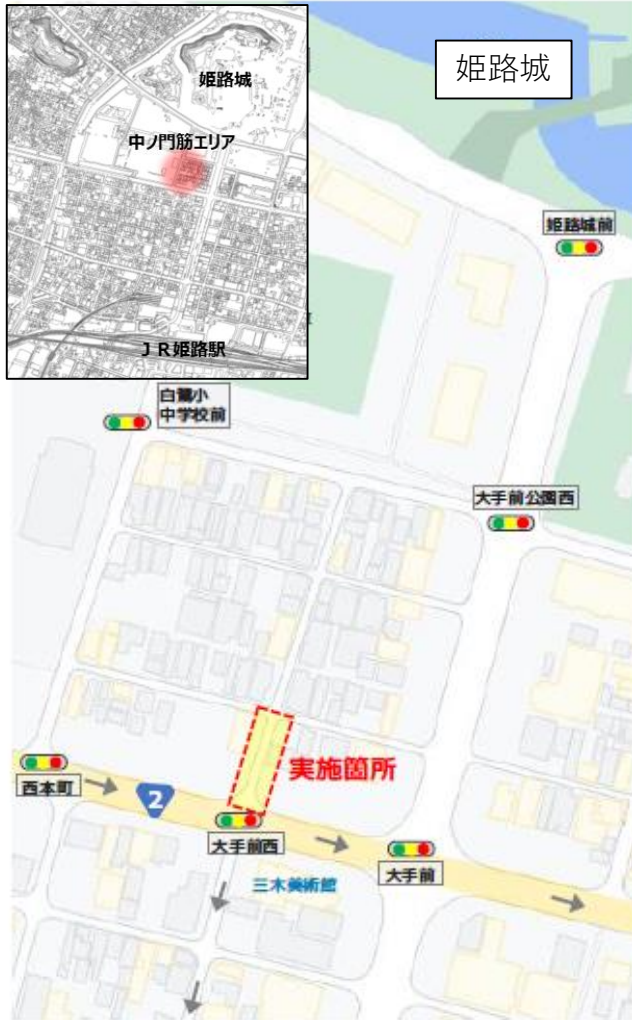 姫路城
中ノ門筋エリア
ＪＲ姫路駅
姫路城
姫路城前
白鷺小
中学校前
大手前公園西
実施箇所
西本町
2
大手前西
大手前
三木美術館